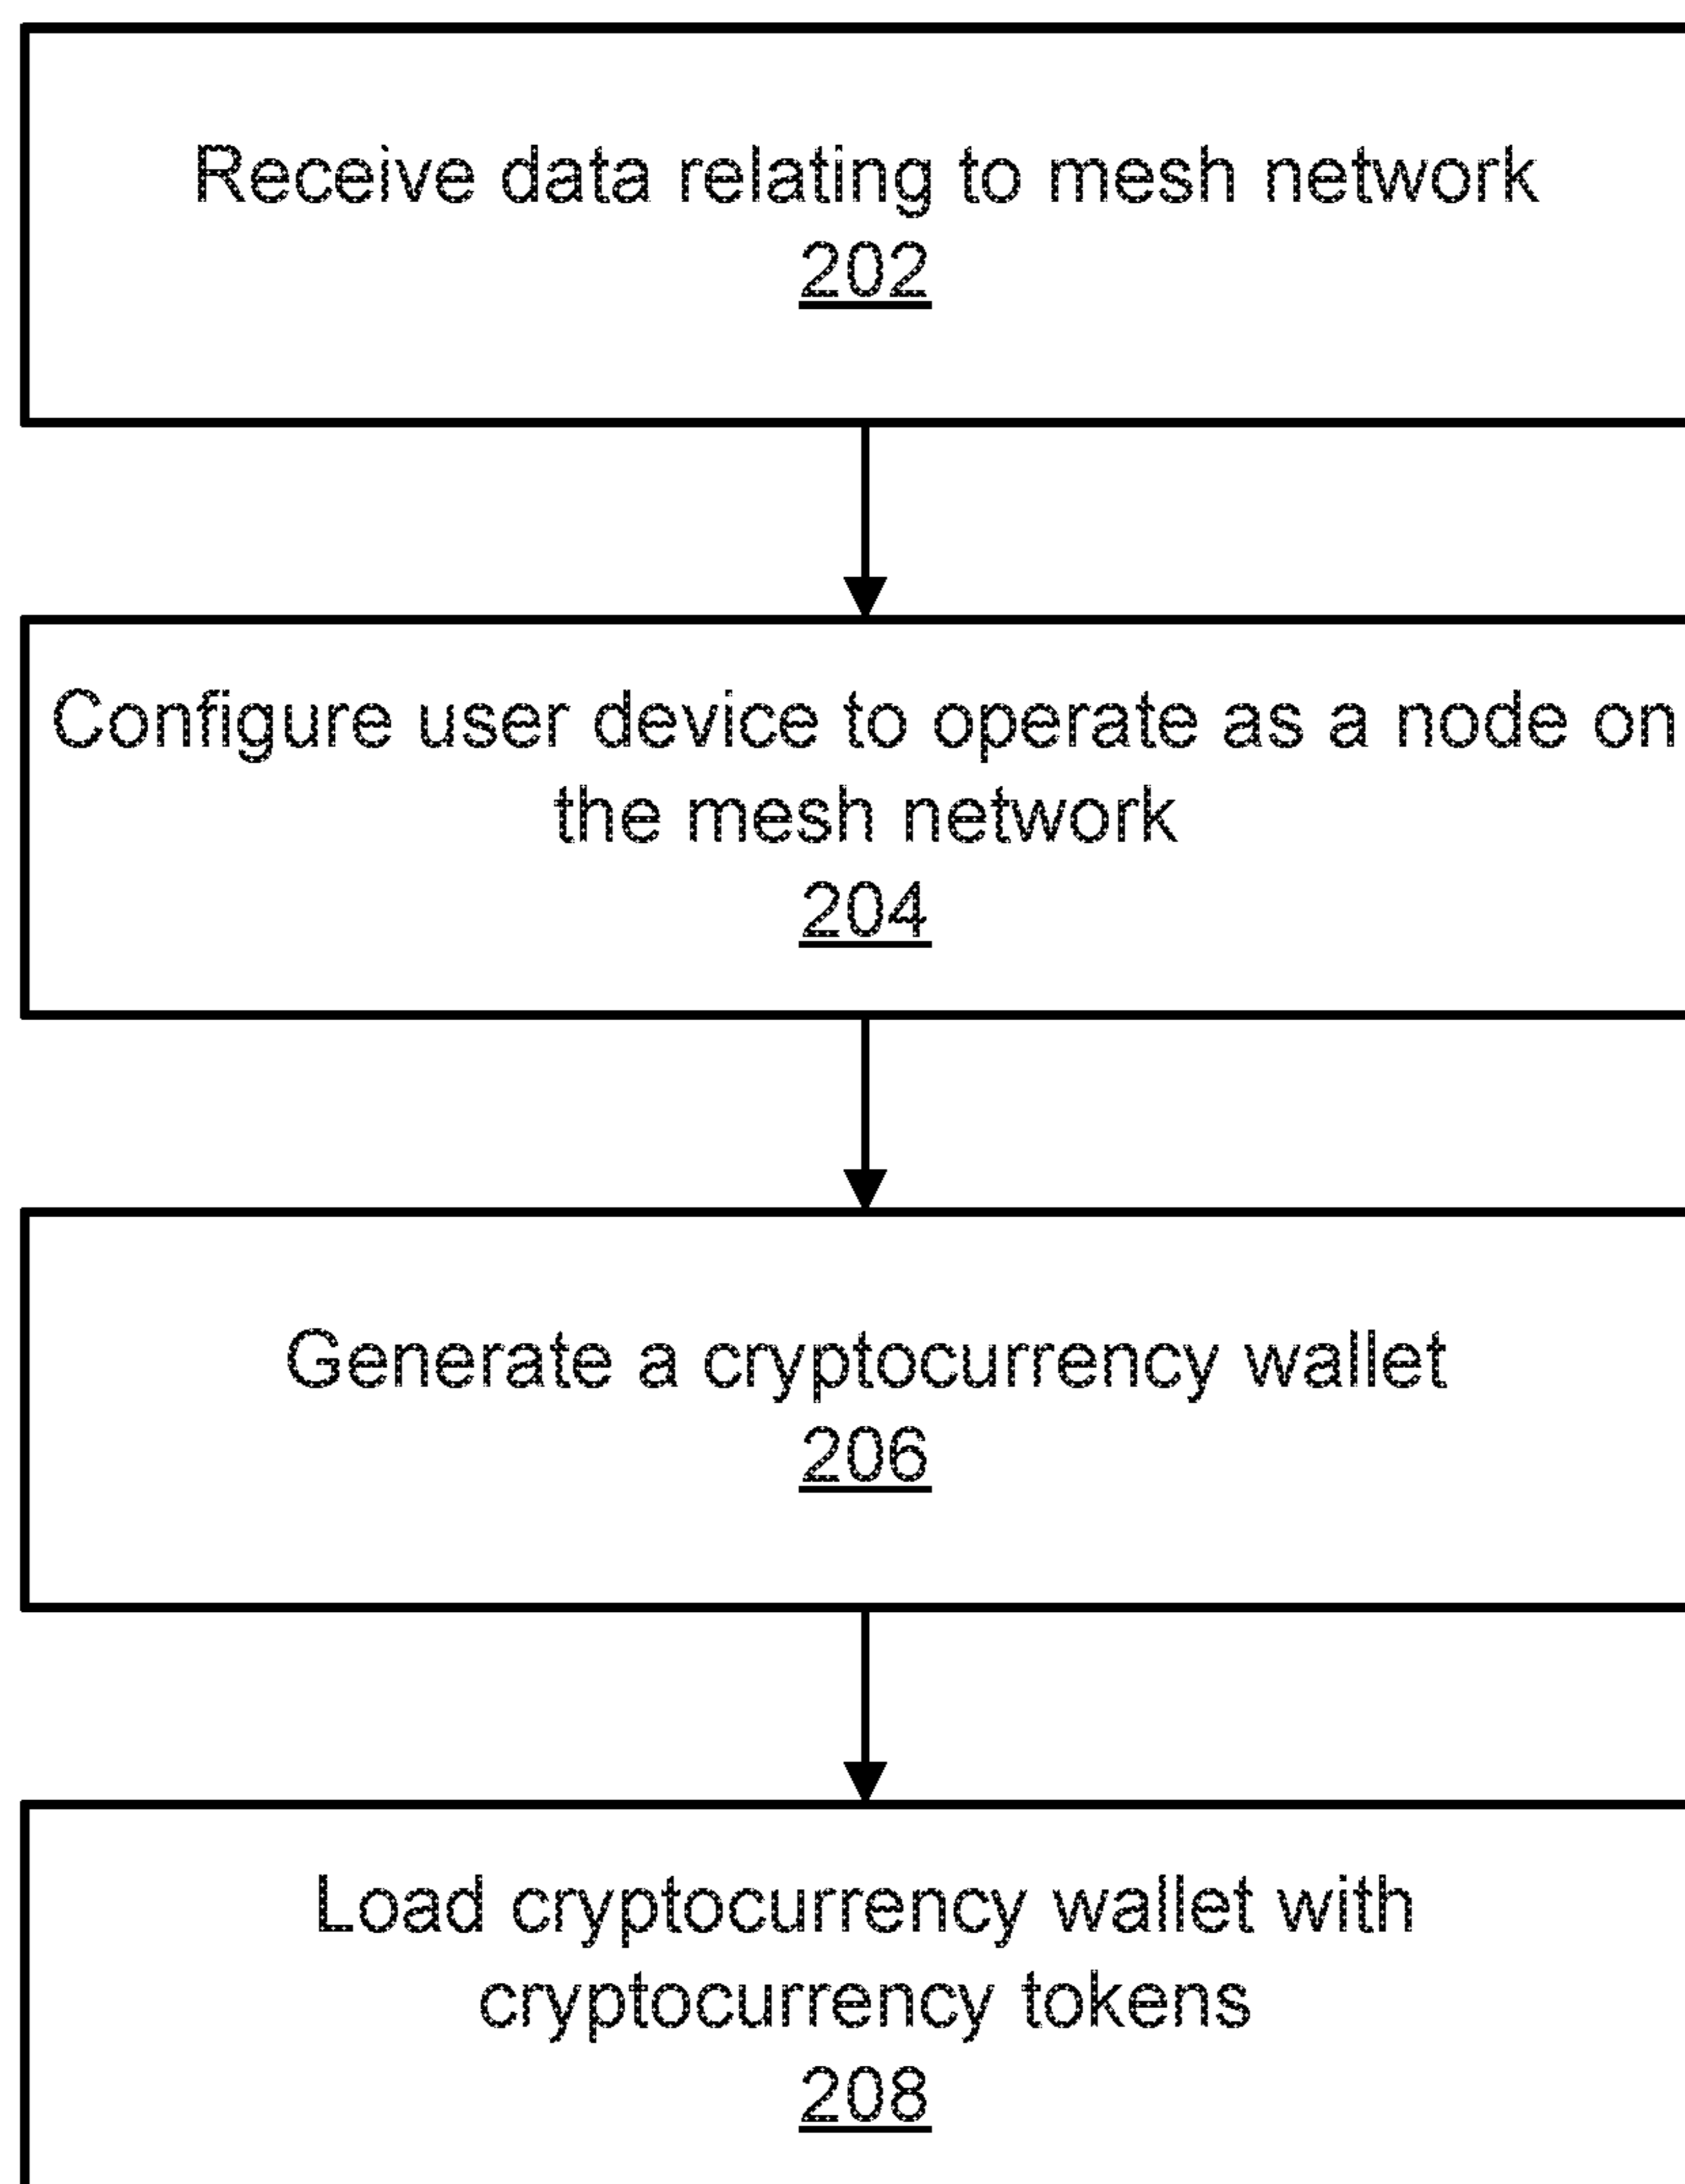 Receive data relating to mesh network
202
Configure user device to operate as a node on
the mesh network
204
Generate a cryptocurrency wallet
206
Load cryptocurrency wallet with
cryptocurrency tokens
208